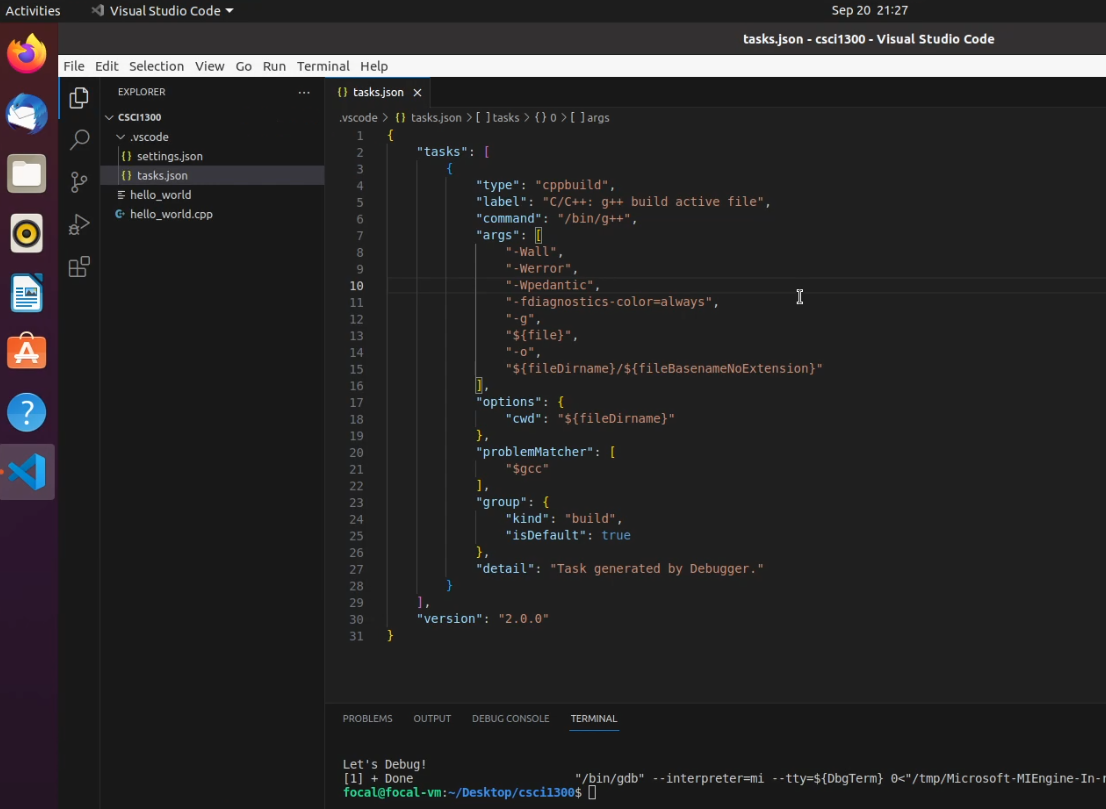 Activities Visual Studio Code Sep 20 21:27
tasks.json - csci1300 - Visual Studio Code
File Edit Selection View Go Run Terminal Help
EXPLORER ···
CSCI1300
.vscode
{} settings.json
{} tasks.json
hello_world
hello_world.cpp
{} tasks.json ×
.vscode > {} tasks.json > [ ] tasks > {} 0 > [ ] args
1 {
2 "tasks": [
3 {
4 "type": "cppbuild",
5 "label": "C/C++: g++ build active file",
6 "command": "/bin/g++",
7 "args": [
8 "-Wall",
9 "-Werror",
10 "-Wpedantic",
11 "-fdiagnostics-color=always",
12 "-g",
13 "${file}",
14 "-o",
15 "${fileDirname}/${fileBasenameNoExtension}"
16 ],
17 "options": {
18 "cwd": "${fileDirname}"
19 },
20 "problemMatcher": [
21 "$gcc"
22 ],
23 "group": {
24 "kind": "build",
25 "isDefault": true
26 },
27 "detail": "Task generated by Debugger."
28 }
29 ],
30 "version": "2.0.0"
31 }
PROBLEMS OUTPUT DEBUG CONSOLE TERMINAL
Let's Debug!
[1] + Done "/bin/gdb" --interpreter=mi --tty=${DbgTerm} 0<"/tmp/Microsoft-MIEngine-In-r
focal@focal-vm:~/Desktop/csci1300$